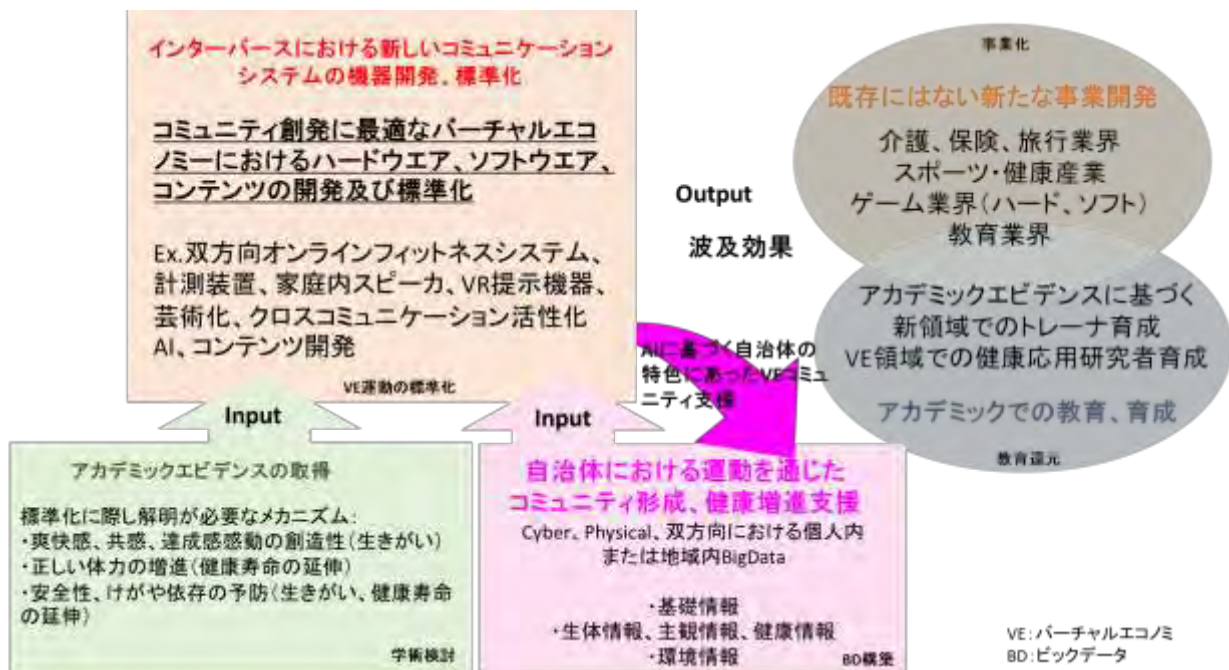 インターバースにおける新しいコミュニケーション
システムの機器開発、標準化
コミュニティ創発に最適なバーチャルエコ
ノミーにおけるハードウエア、ソフトウエア、
コンテンツの開発及び標準化
Ex.双方向オンラインフィットネスシステム、
計測装置、家庭内スピーカ、VR提示機器、
芸術化、クロスコミュニケーション活性化
AI、コンテンツ開発
VE運動の標準化
Input
Input
アカデミックエビデンスの取得
標準化に際し解明が必要なメカニズム：
・爽快感、共感、達成感感動の創造性（生きがい）
・正しい体力の増進（健康寿命の延伸）
・安全性、けがや依存の予防（生きがい、健康寿命
の延伸）
学術検討
自治体における運動を通じた
コミュニティ形成、健康増進支援
Cyber、Physical、双方向における個人内
または地域内BigData
・基礎情報
・生体情報、主観情報、健康情報
・環境情報
BD構築
AIに基づく自治体の
特色にあったVEコミュ
ニティ支援
Output
波及効果
事業化
既存にはない新たな事業開発
介護、保険、旅行業界
スポーツ・健康産業
ゲーム業界（ハード、ソフト）
教育業界
アカデミックエビデンスに基づく
新領域でのトレーナ育成
VE領域での健康応用研究者育成
アカデミックでの教育、育成
教育還元
VE：バーチャルエコノミ
BD：ビックデータ